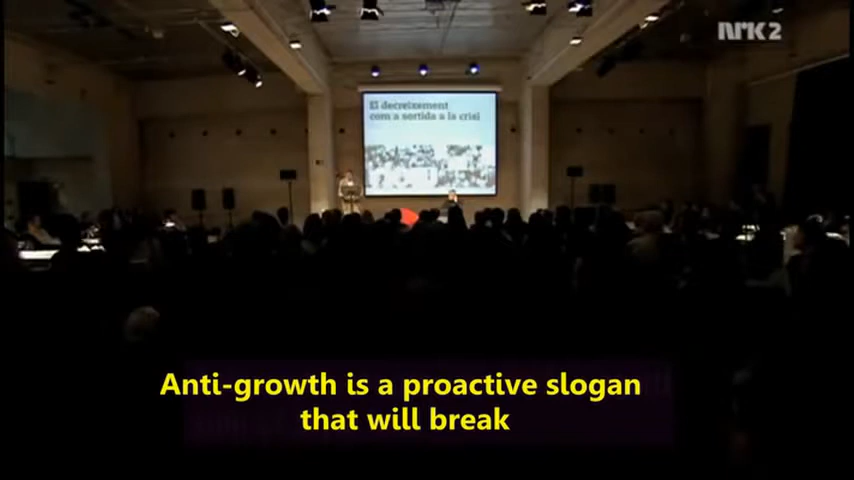 NRK2
El decreixement
com a sortida a la crisi
Anti-growth is a proactive slogan
that will break